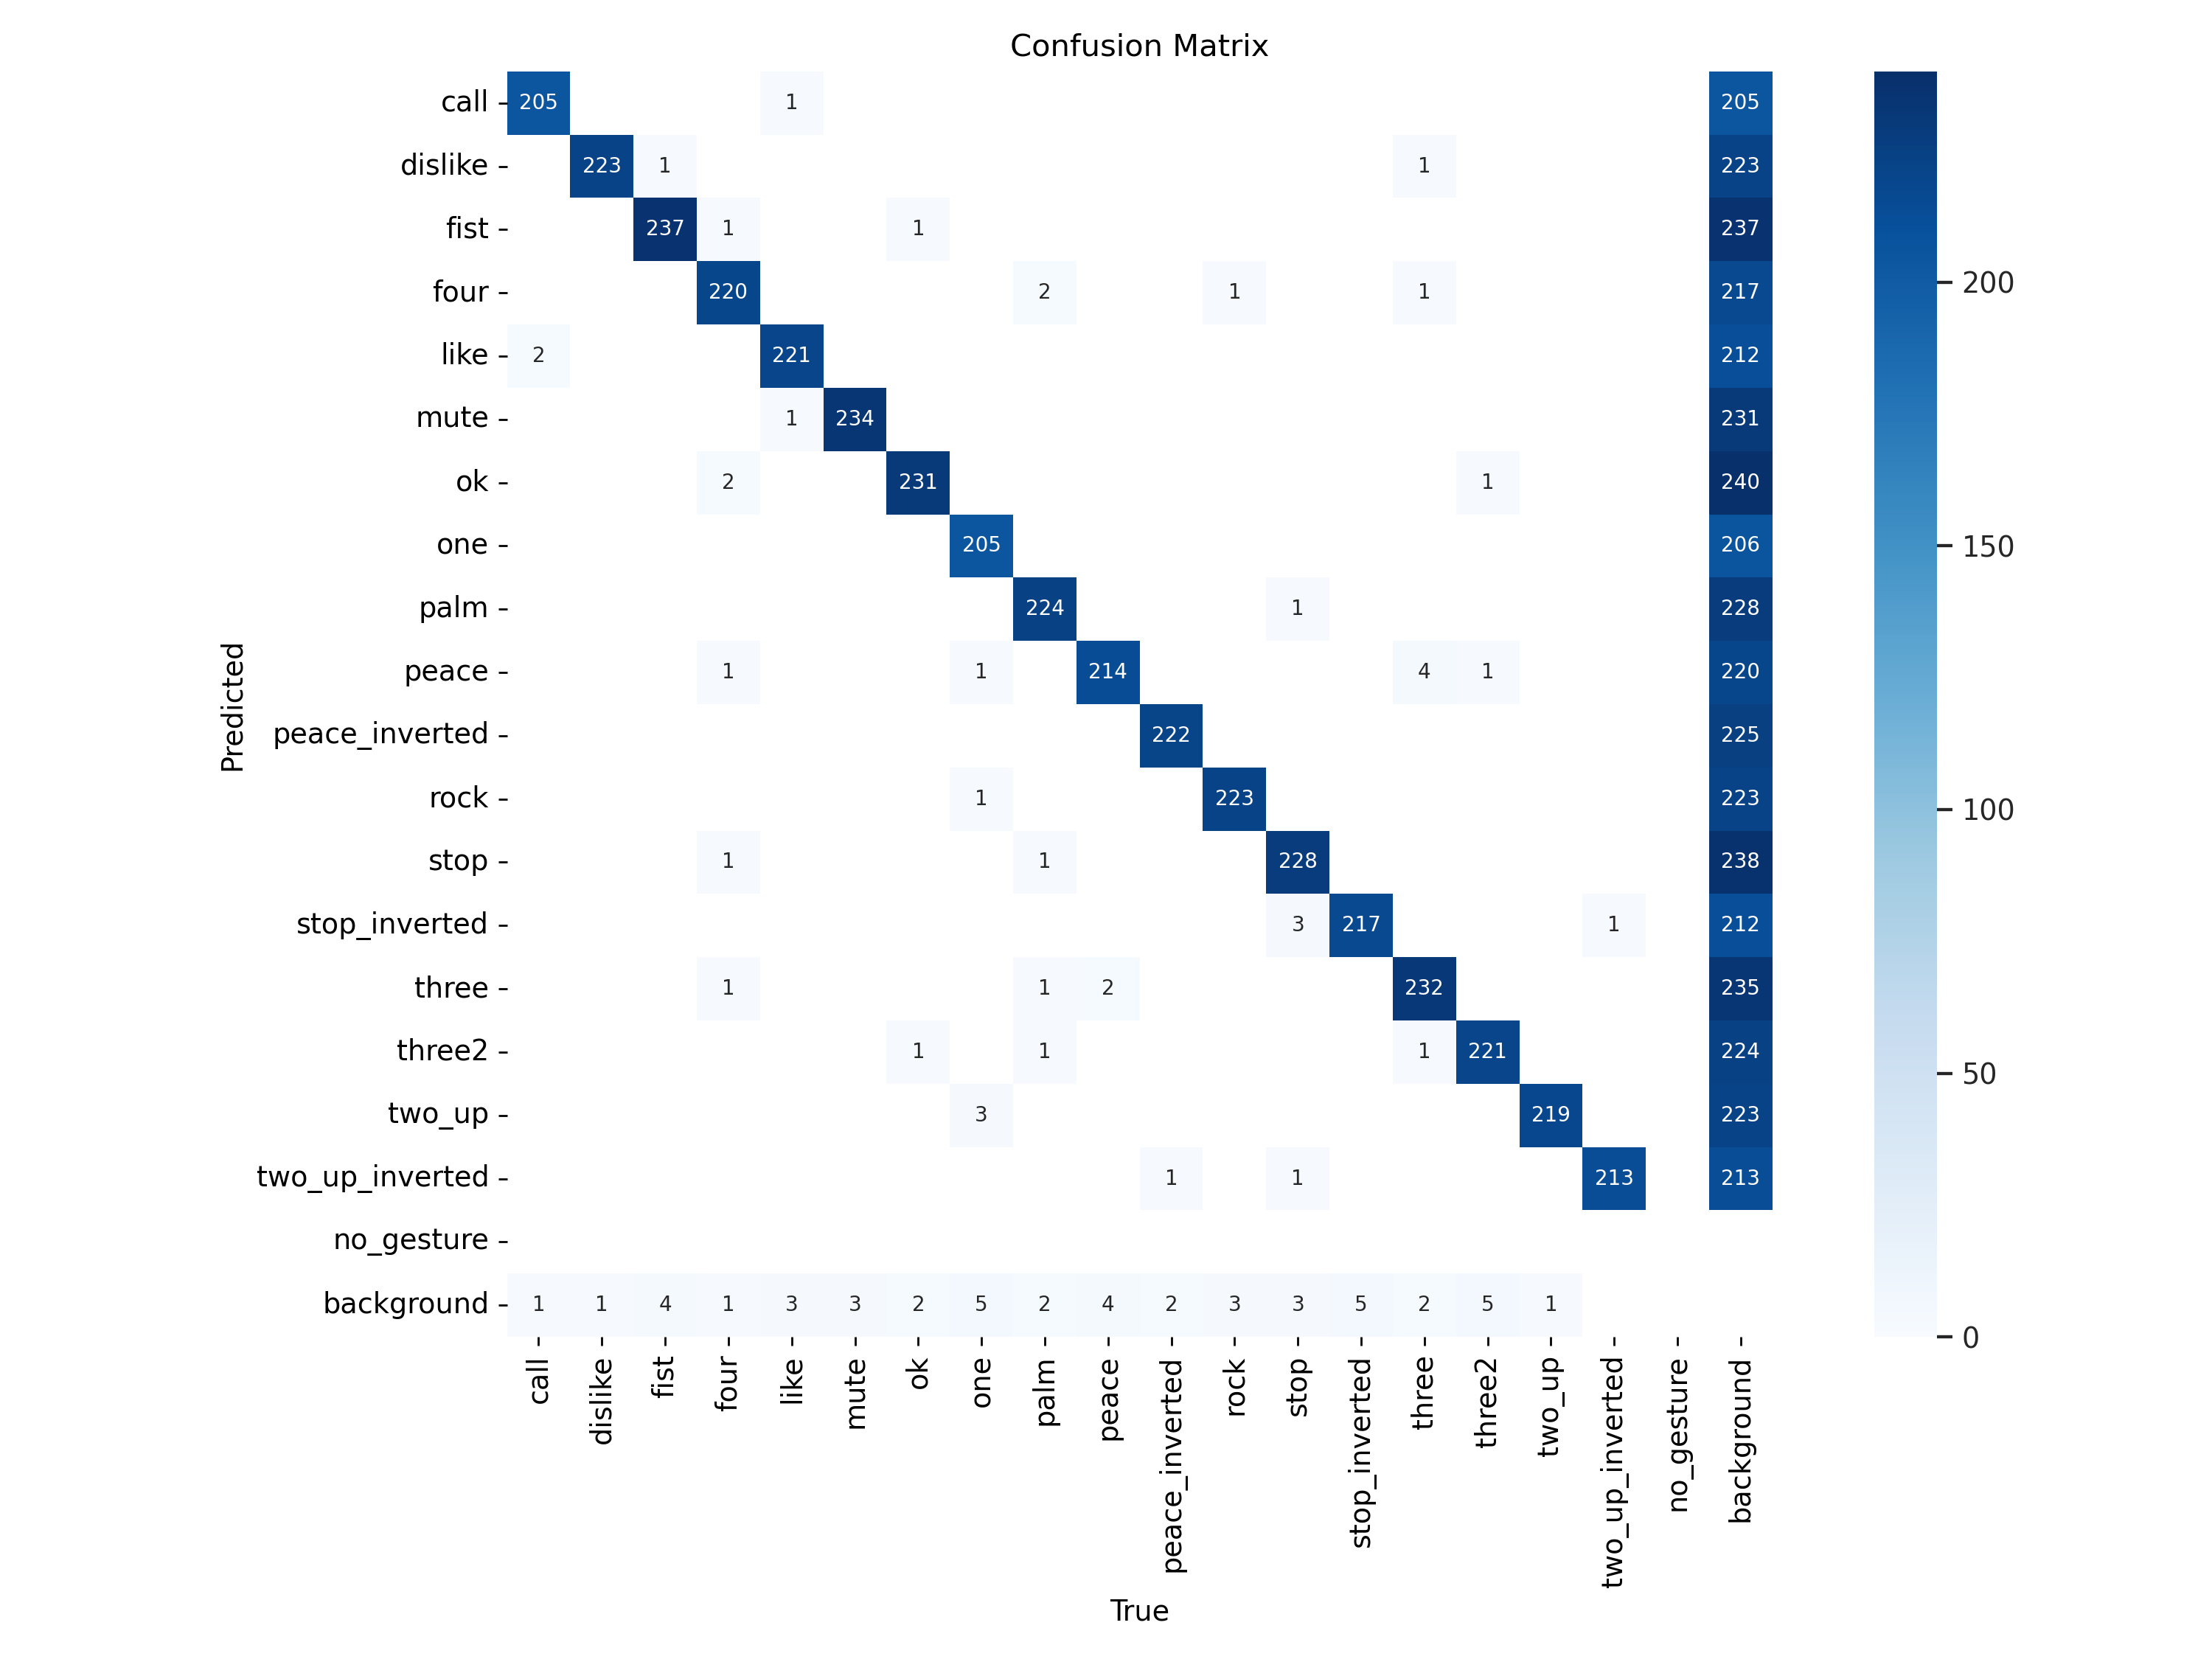 Confusion Matrix
call 205 1 205
dislike 223 1 1 223
fist 237 1 1 237
four 220 2 1 1 217
like 2 221 212
mute 1 234 231
ok 2 231 1 240
one 205 206
palm 224 1 228
peace 1 1 214 4 1 220
peace_inverted 222 225
rock 1 223 223
stop 1 1 228 238
stop_inverted 3 217 1 212
three 1 1 2 232 235
three2 1 1 1 221 224
two_up 3 219 223
two_up_inverted 1 1 213 213
no_gesture
background 1 1 4 1 3 3 2 5 2 4 2 3 3 5 2 5 1
call dislike fist four like mute ok one palm peace peace_inverted rock stop stop_inverted three three2 two_up two_up_inverted no_gesture background
True
Predicted
200
150
100
50
0